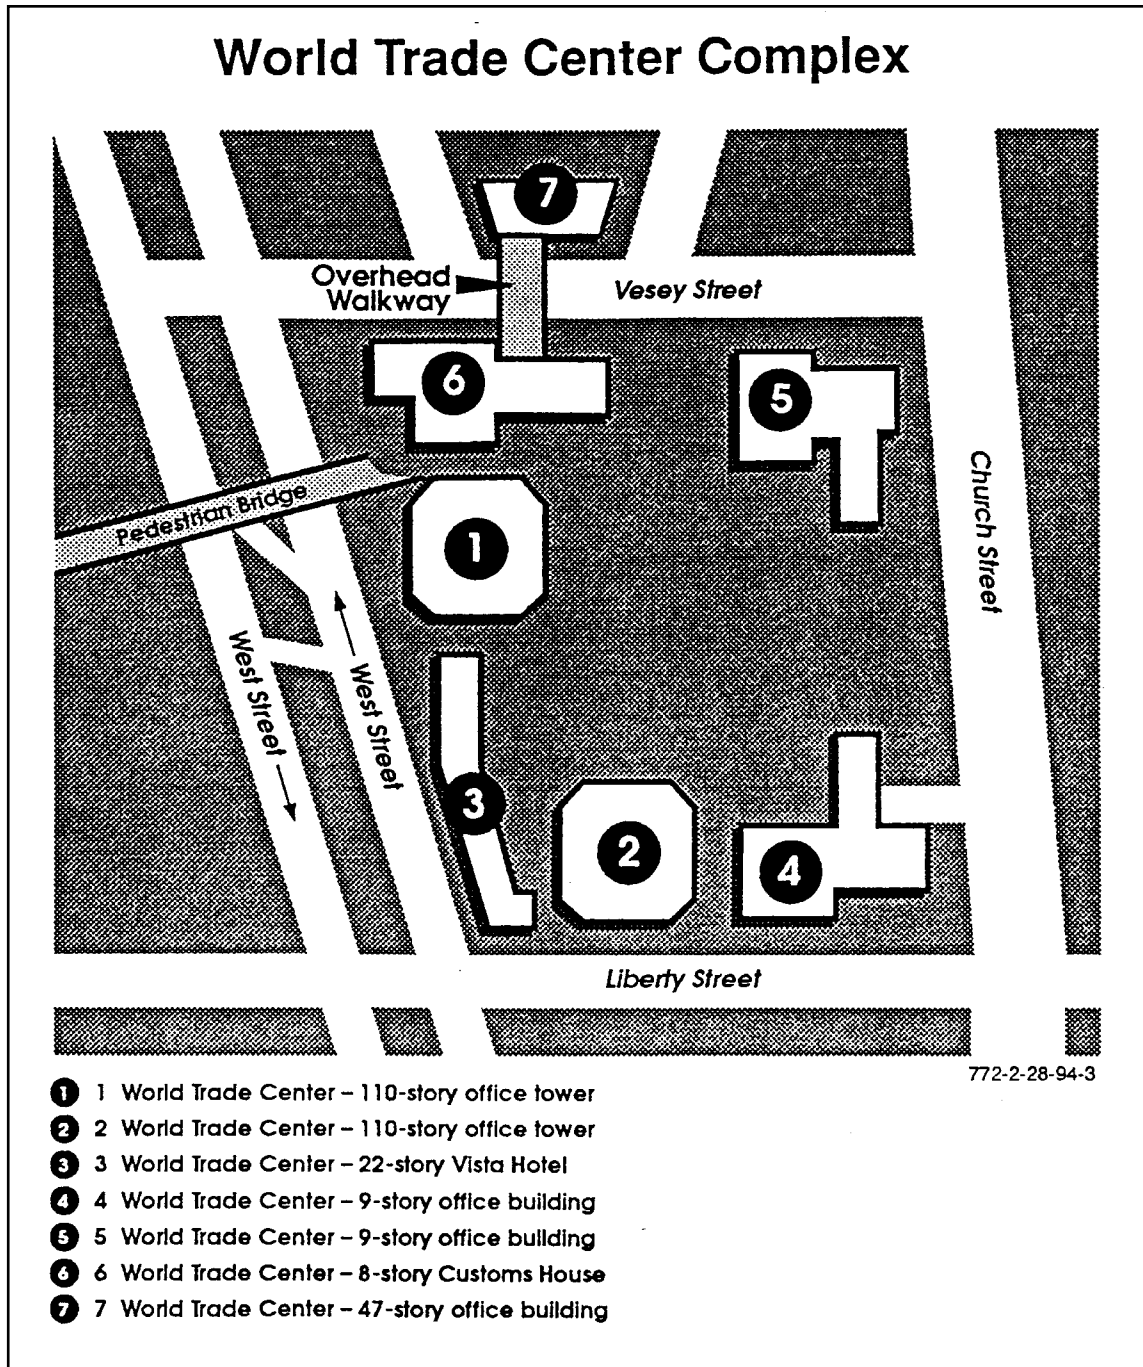 World Trade Center Complex
7
Overhead
Walkway
Vesey Street
6
5
Pedestrian Bridge
1
Church Street
West Street
West Street
3
2
4
Liberty Street
772-2-28-94-3
1 1 World Trade Center – 110-story office tower
2 2 World Trade Center – 110-story office tower
3 3 World Trade Center – 22-story Vista Hotel
4 4 World Trade Center – 9-story office building
5 5 World Trade Center – 9-story office building
6 6 World Trade Center – 8-story Customs House
7 7 World Trade Center – 47-story office building